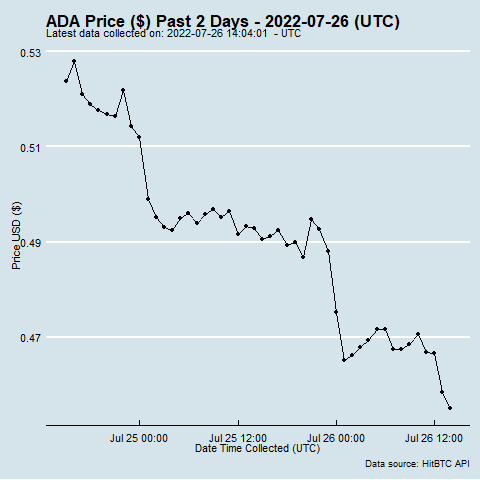 ADA Price ($) Past 2 Days - 2022-07-26 (UTC)
Latest data collected on: 2022-07-26 14:04:01 - UTC
0.53
0.51
0.49
0.47
Price USD ($)
Jul 25 00:00
Jul 25 12:00
Jul 26 00:00
Jul 26 12:00
Date Time Collected (UTC)
Data source: HitBTC API